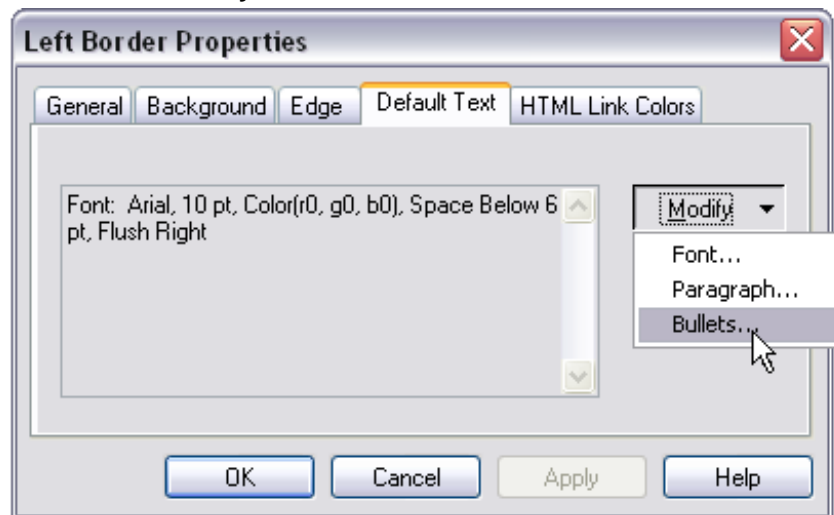 Left Border Properties
General Background Edge Default Text HTML Link Colors
Font: Arial, 10 pt, Color(r0, g0, b0), Space Below 6
pt, Flush Right
Modify
Font...
Paragraph...
Bullets...
OK Cancel Apply Help